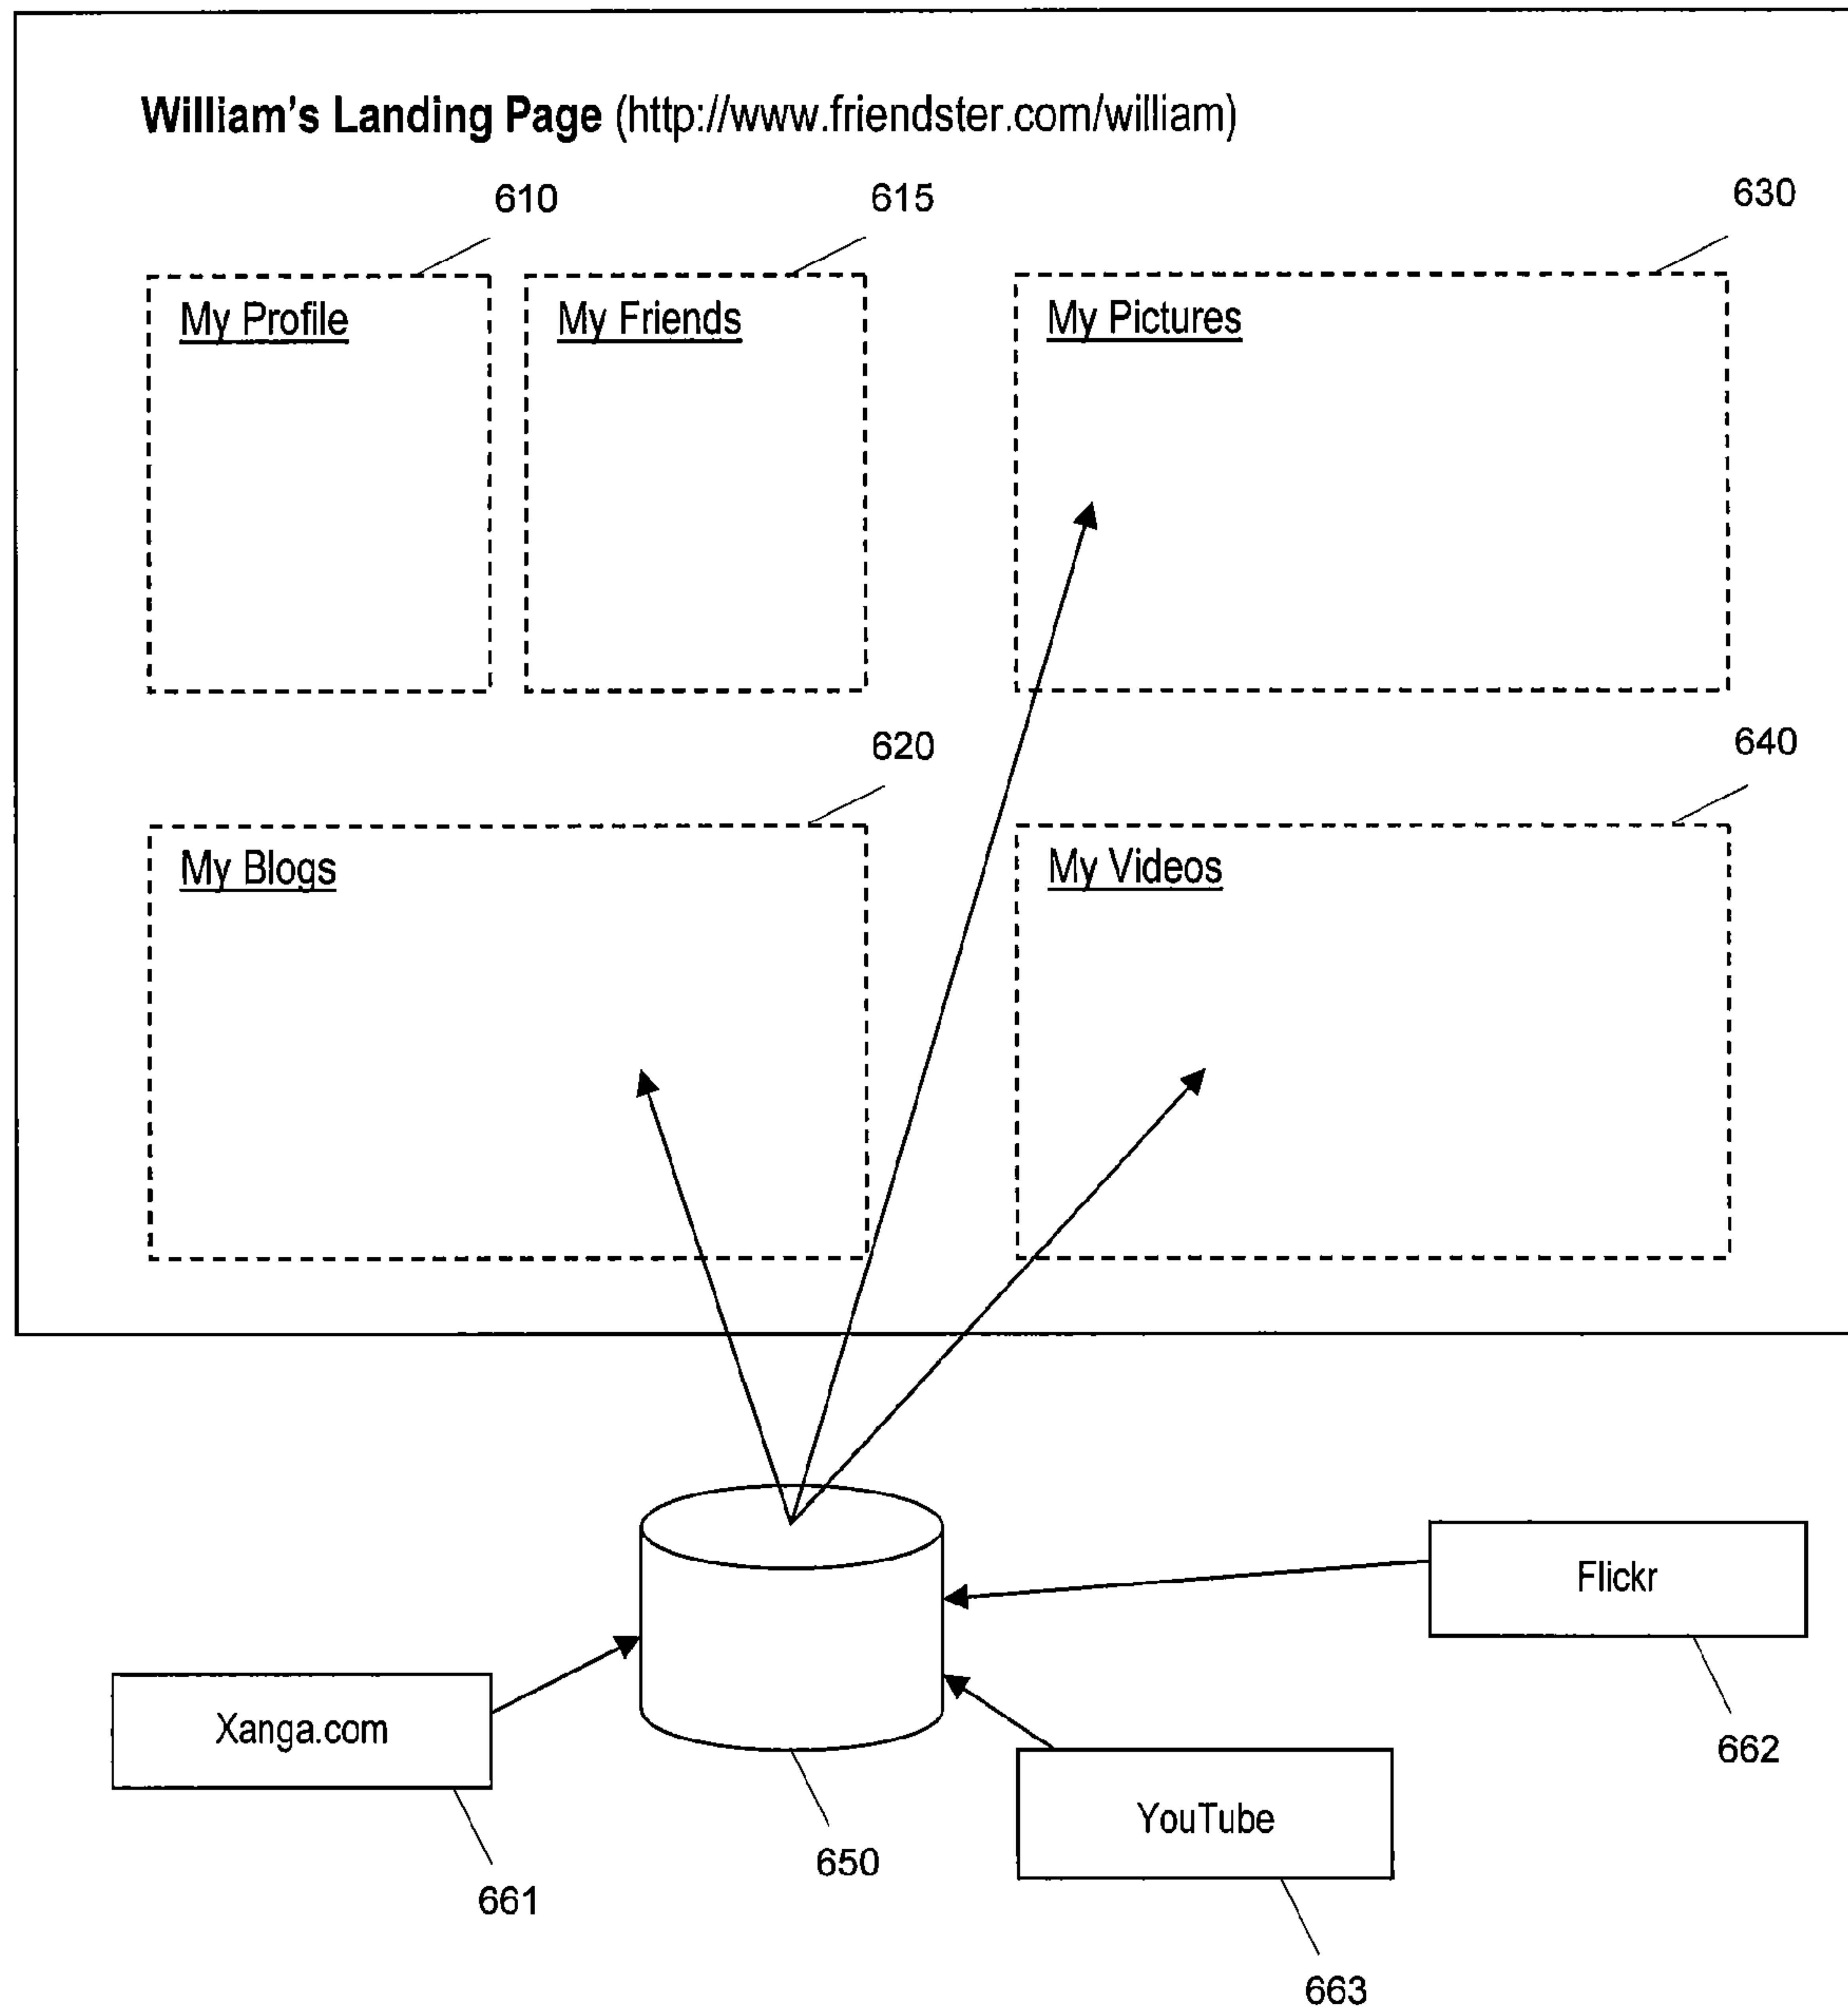 William's Landing Page (http://www.friendster.com/william)
610
615
630
My Profile
My Friends
My Pictures
620
640
My Blogs
My Videos
Flickr
Xanga.com
662
YouTube
650
661
663